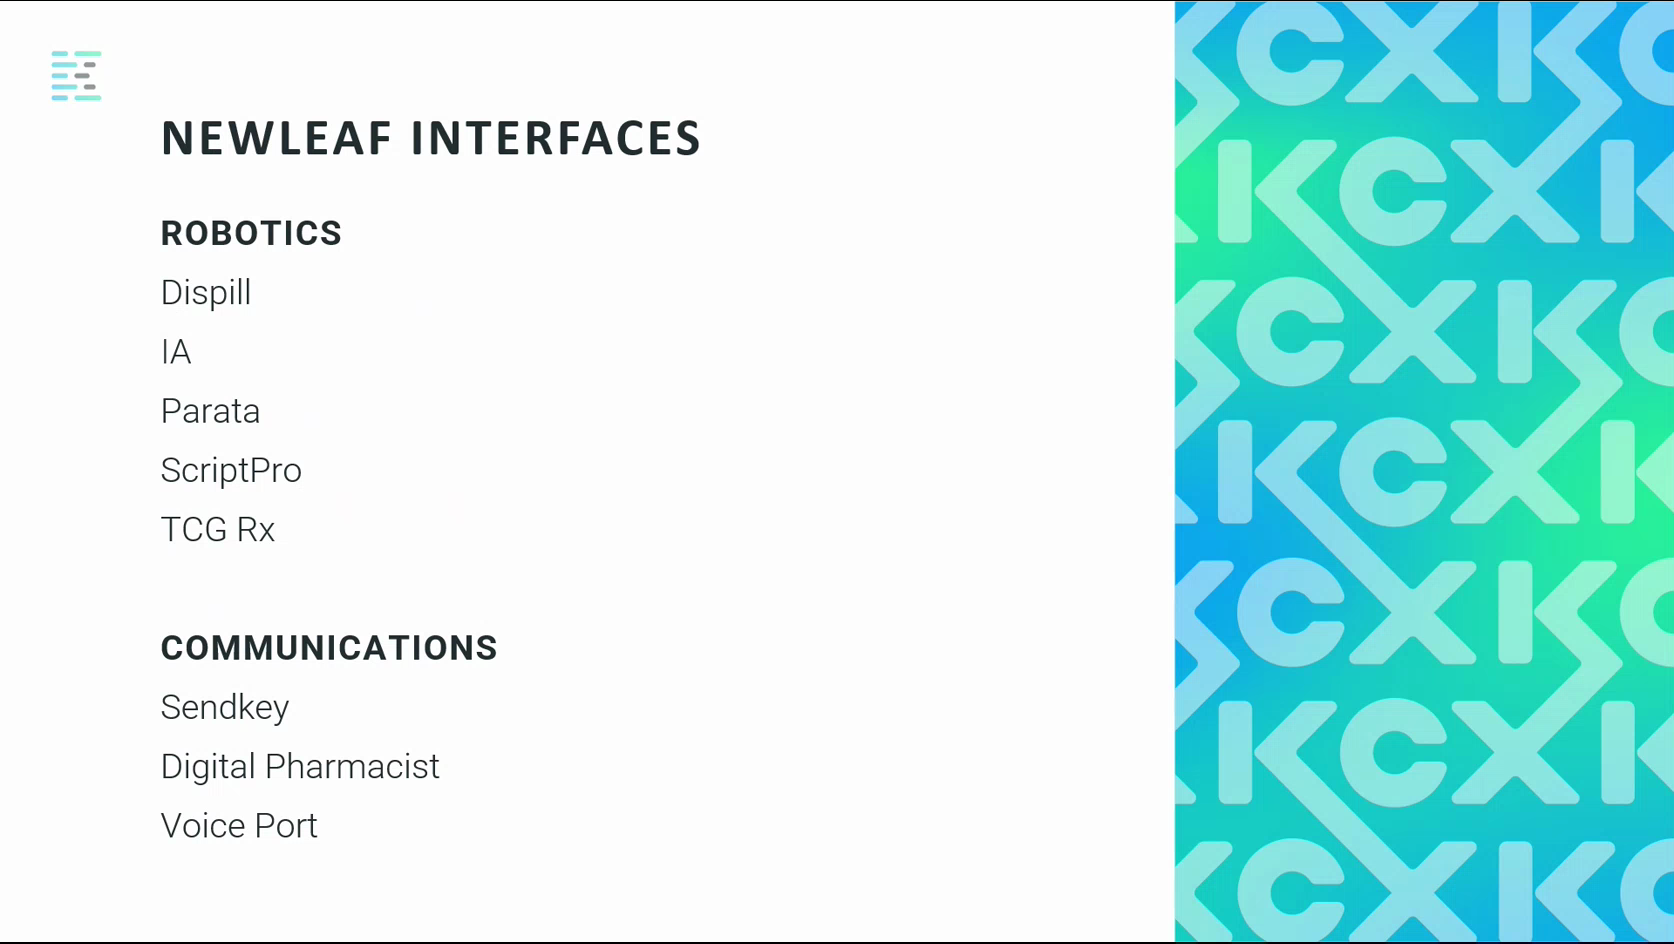 NEWLEAF INTERFACES
ROBOTICS
Dispill
IA
Parata
ScriptPro
TCG Rx
COMMUNICATIONS
Sendkey
Digital Pharmacist
Voice Port